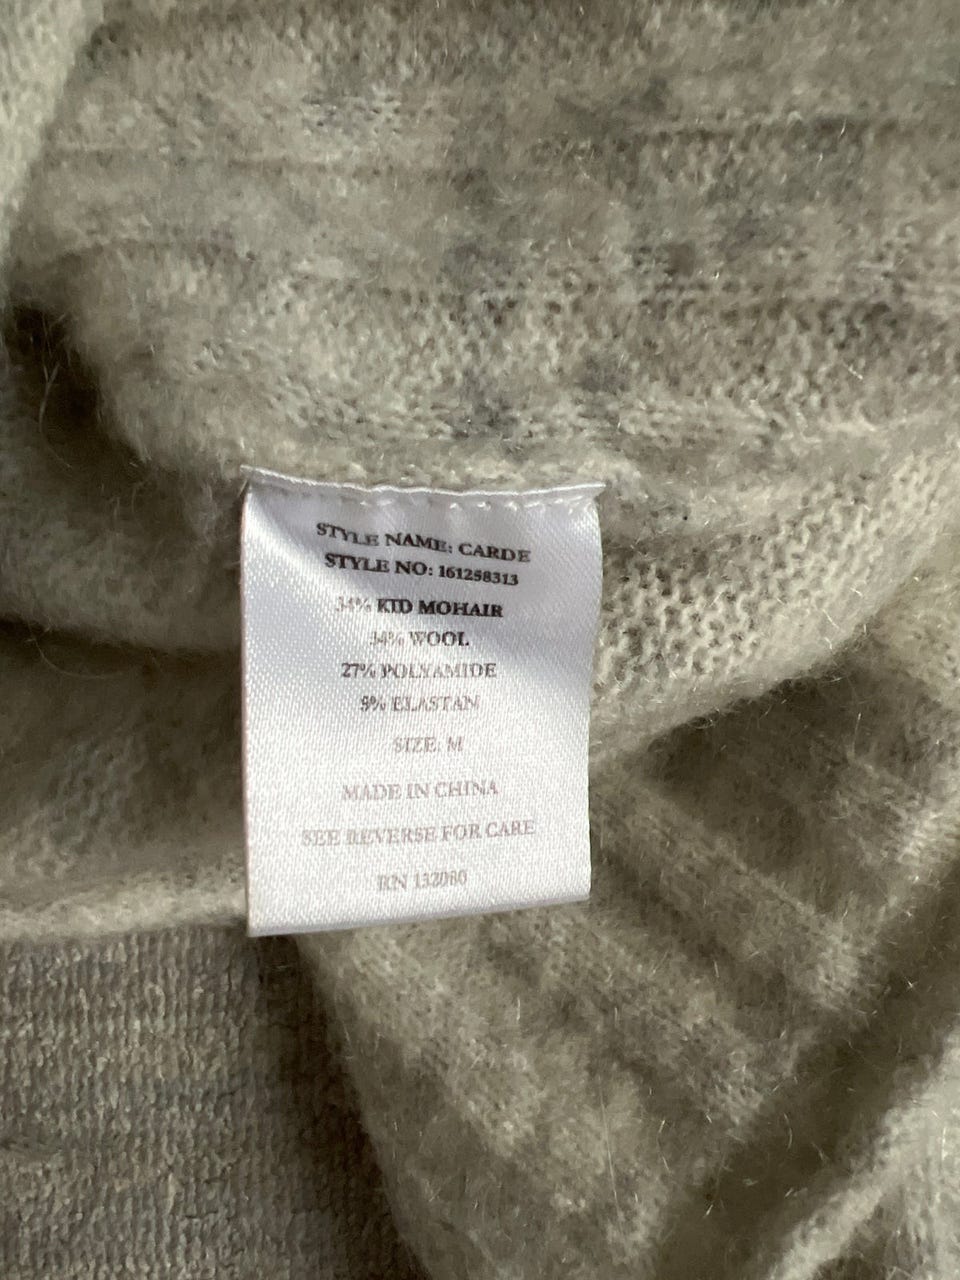 STYLE NAME: CARDE
STYLE NO: 161258313
34% KID MOHAIR
34% WOOL
27% POLYAMIDE
5% ELASTAN
SIZE: M
MADE IN CHINA
SEE REVERSE FOR CARE
RN 132080